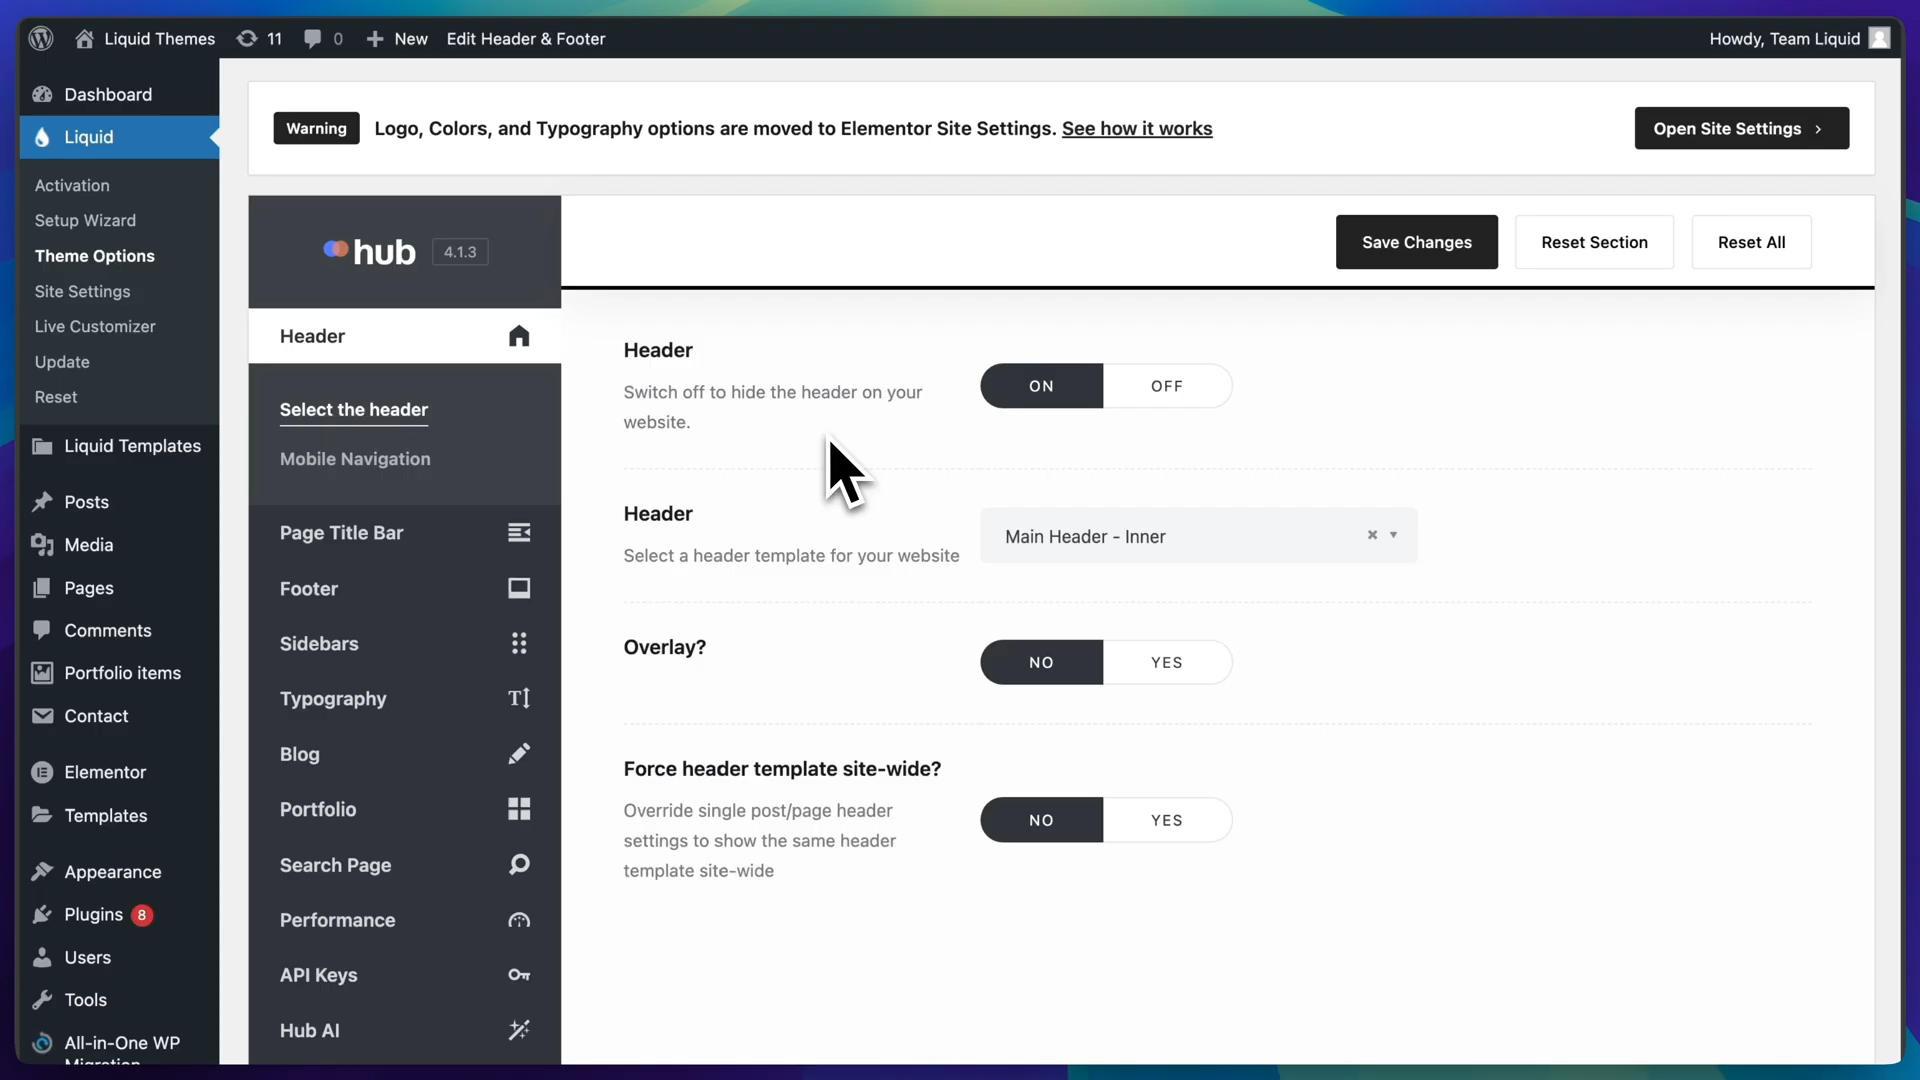 Liquid Themes 11 0 New Edit Header & Footer Howdy, Team Liquid
Dashboard
Liquid
Activation
Setup Wizard
Theme Options
Site Settings
Live Customizer
Update
Reset
Liquid Templates
Posts
Media
Pages
Comments
Portfolio items
Contact
Elementor
Templates
Appearance
Plugins 8
Users
Tools
All-in-One WP
Migration
Warning Logo, Colors, and Typography options are moved to Elementor Site Settings. See how it works Open Site Settings
hub 4.1.3
Save Changes Reset Section Reset All
Header
Select the header
Mobile Navigation
Page Title Bar
Footer
Sidebars
Typography
Blog
Portfolio
Search Page
Performance
API Keys
Hub AI
Header
Switch off to hide the header on your
website.
ON OFF
Header
Select a header template for your website
Main Header - Inner
Overlay?
NO YES
Force header template site-wide?
Override single post/page header
settings to show the same header
template site-wide
NO YES